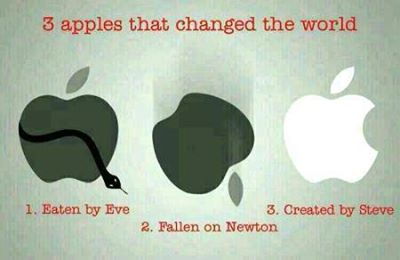 3 apples that changed the world
1. Eaten by Eve
2. Fallen on Newton
3. Created by Steve